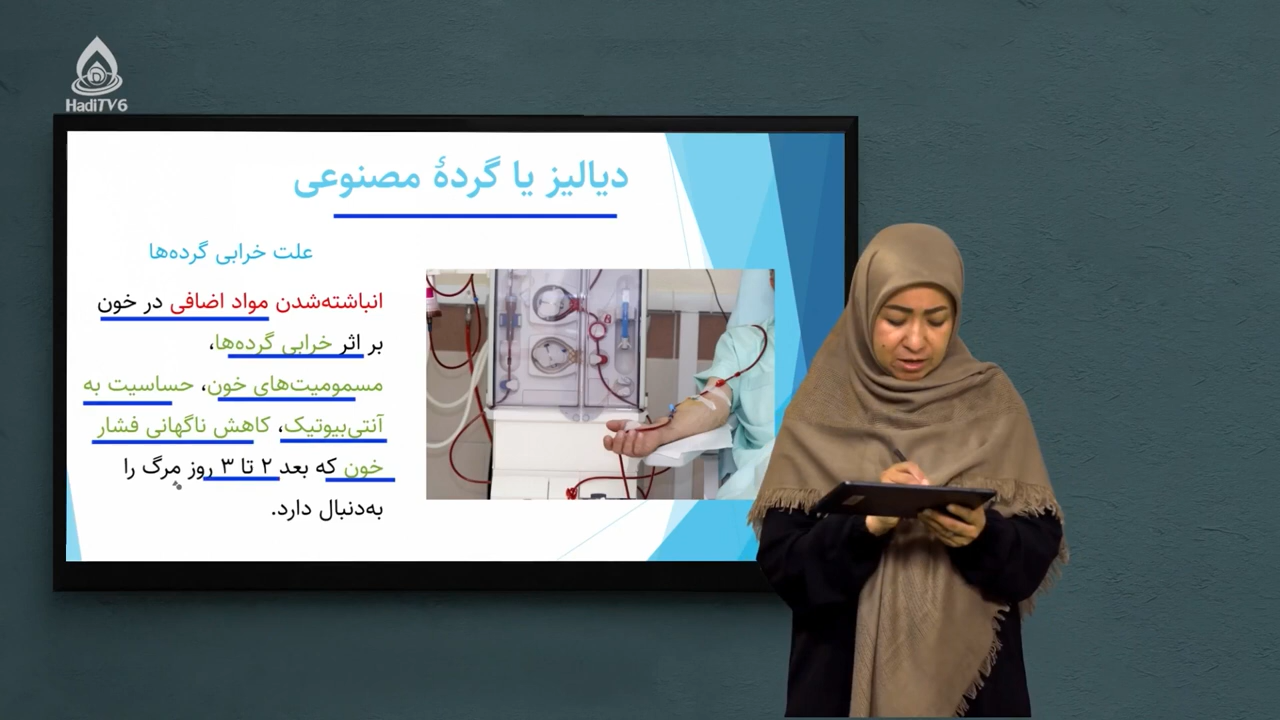 HadiTV6
دیالیز یا گردهٔ مصنوعی
علت خرابی گرده‌ها
انباشته‌شدن مواد اضافی در خون
بر اثر خرابی گرده‌ها،
مسمومیت‌های خون، حساسیت به
آنتی‌بیوتیک، کاهش ناگهانی فشار
خون که بعد ۲ تا ۳ روز مرگ را
به‌دنبال دارد.